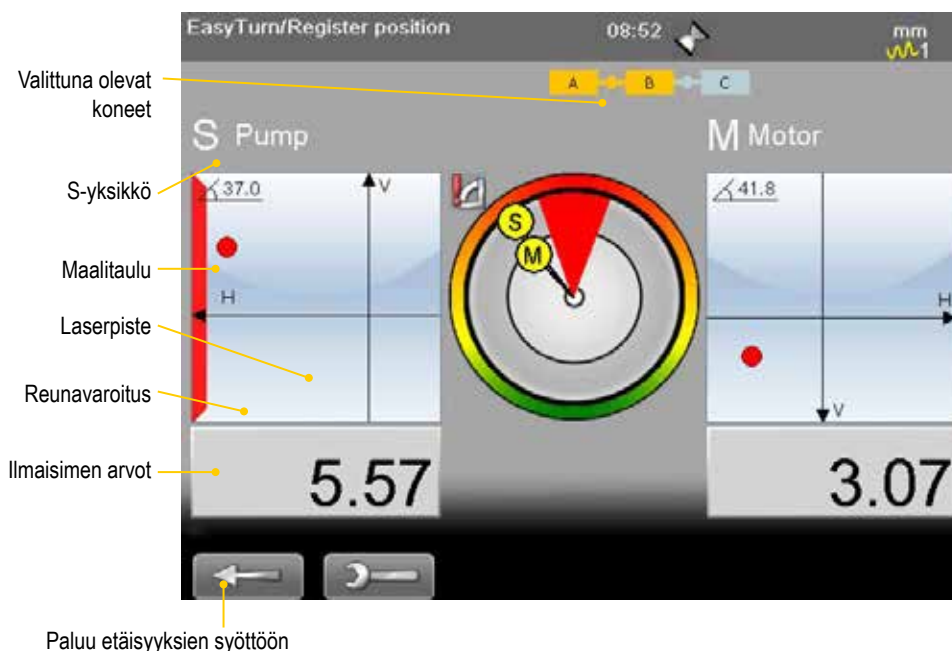 EasyTurn/Register position 08:52 mm
1
Valittuna olevat
koneet
A B C
S Pump
M Motor
S-yksikkö
37.0
V
S
M
41.8
Maalitaulu
H
H
Laserpiste
Reunavaroitus
V
Ilmaisimen arvot
5.57
3.07
Paluu etäisyyksien syöttöön